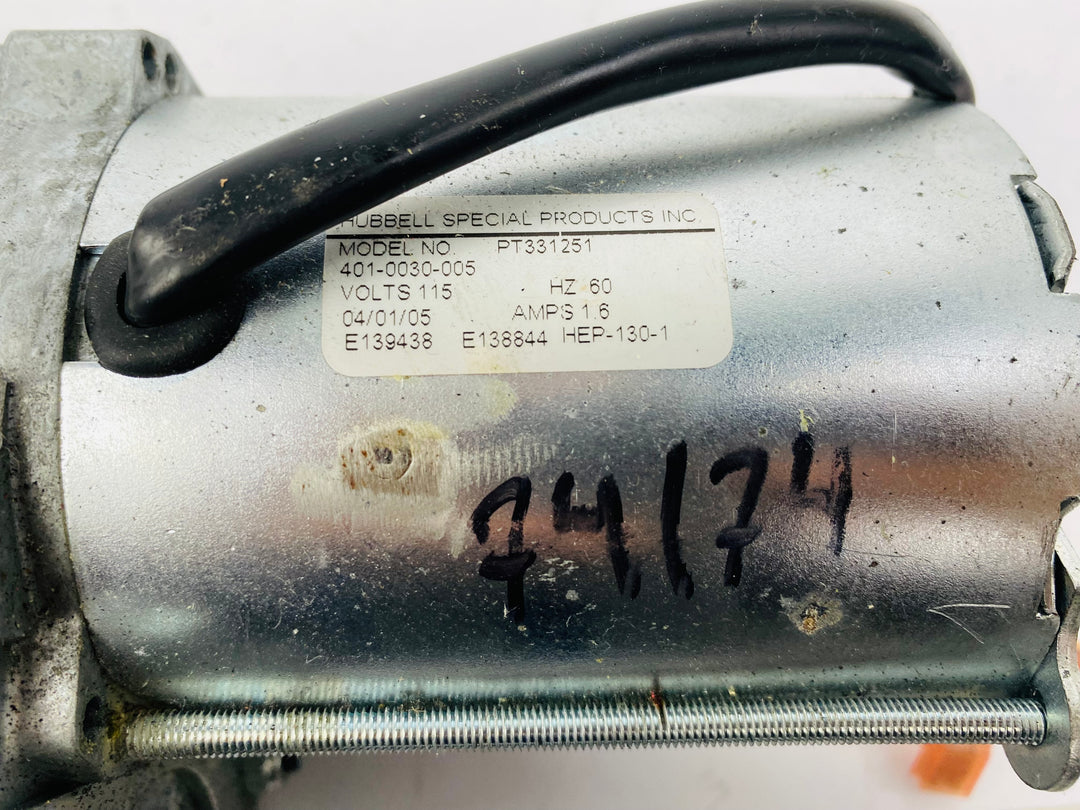 HUBBELL SPECIAL PRODUCTS INC.
MODEL NO. PT331251
401-0030-005
VOLTS 115 HZ 60
04/01/05 AMPS 1.6
E139438 E138844 HEP-130-1
74174